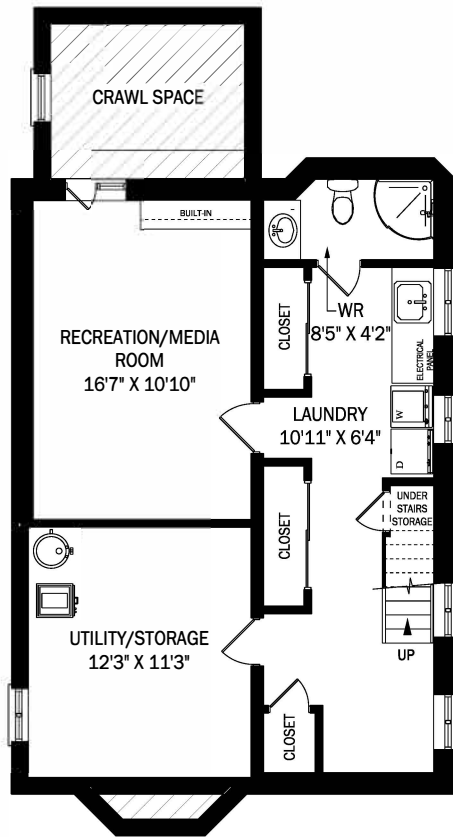 CRAWL SPACE
BUILT-IN
WR
8'5" X 4'2"
CLOSET
ELECTRICAL
PANEL
RECREATION/MEDIA
ROOM
16'7" X 10'10"
LAUNDRY
10'11" X 6'4"
W
D
UNDER
STAIRS
STORAGE
CLOSET
UTILITY/STORAGE
12'3" X 11'3"
UP
CLOSET